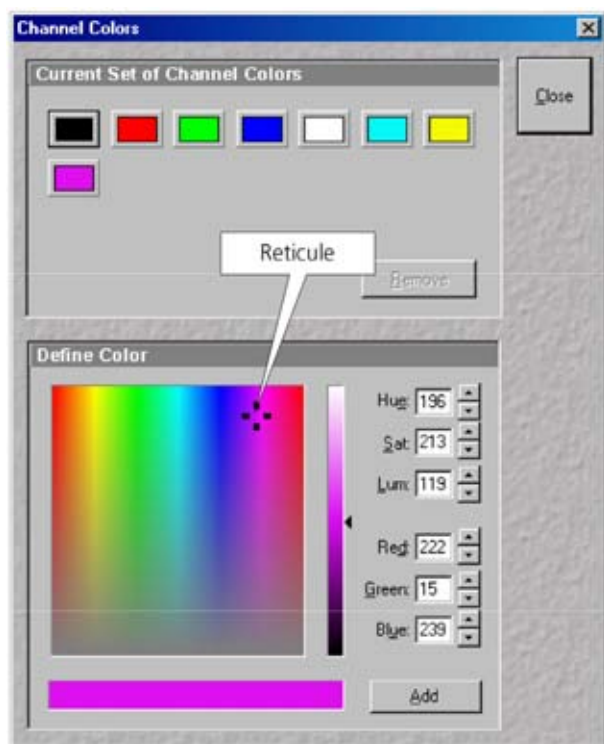 Channel Colors
Current Set of Channel Colors
Close
Reticule
Remove
Define Color
Hue: 196
Sat: 213
Lum: 119
Red: 222
Green: 15
Blue: 239
Add